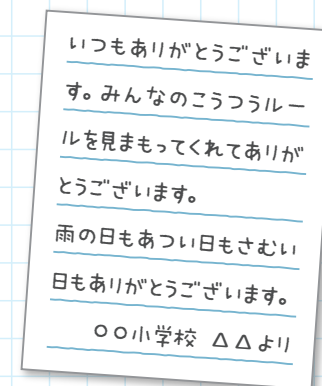 いつもありがとうございま
す。みんなのこうつうルー
ルを見まもってくれてありが
とうございます。
雨の日もあつい日もさむい
日もありがとうございます。
○○小学校 △△より